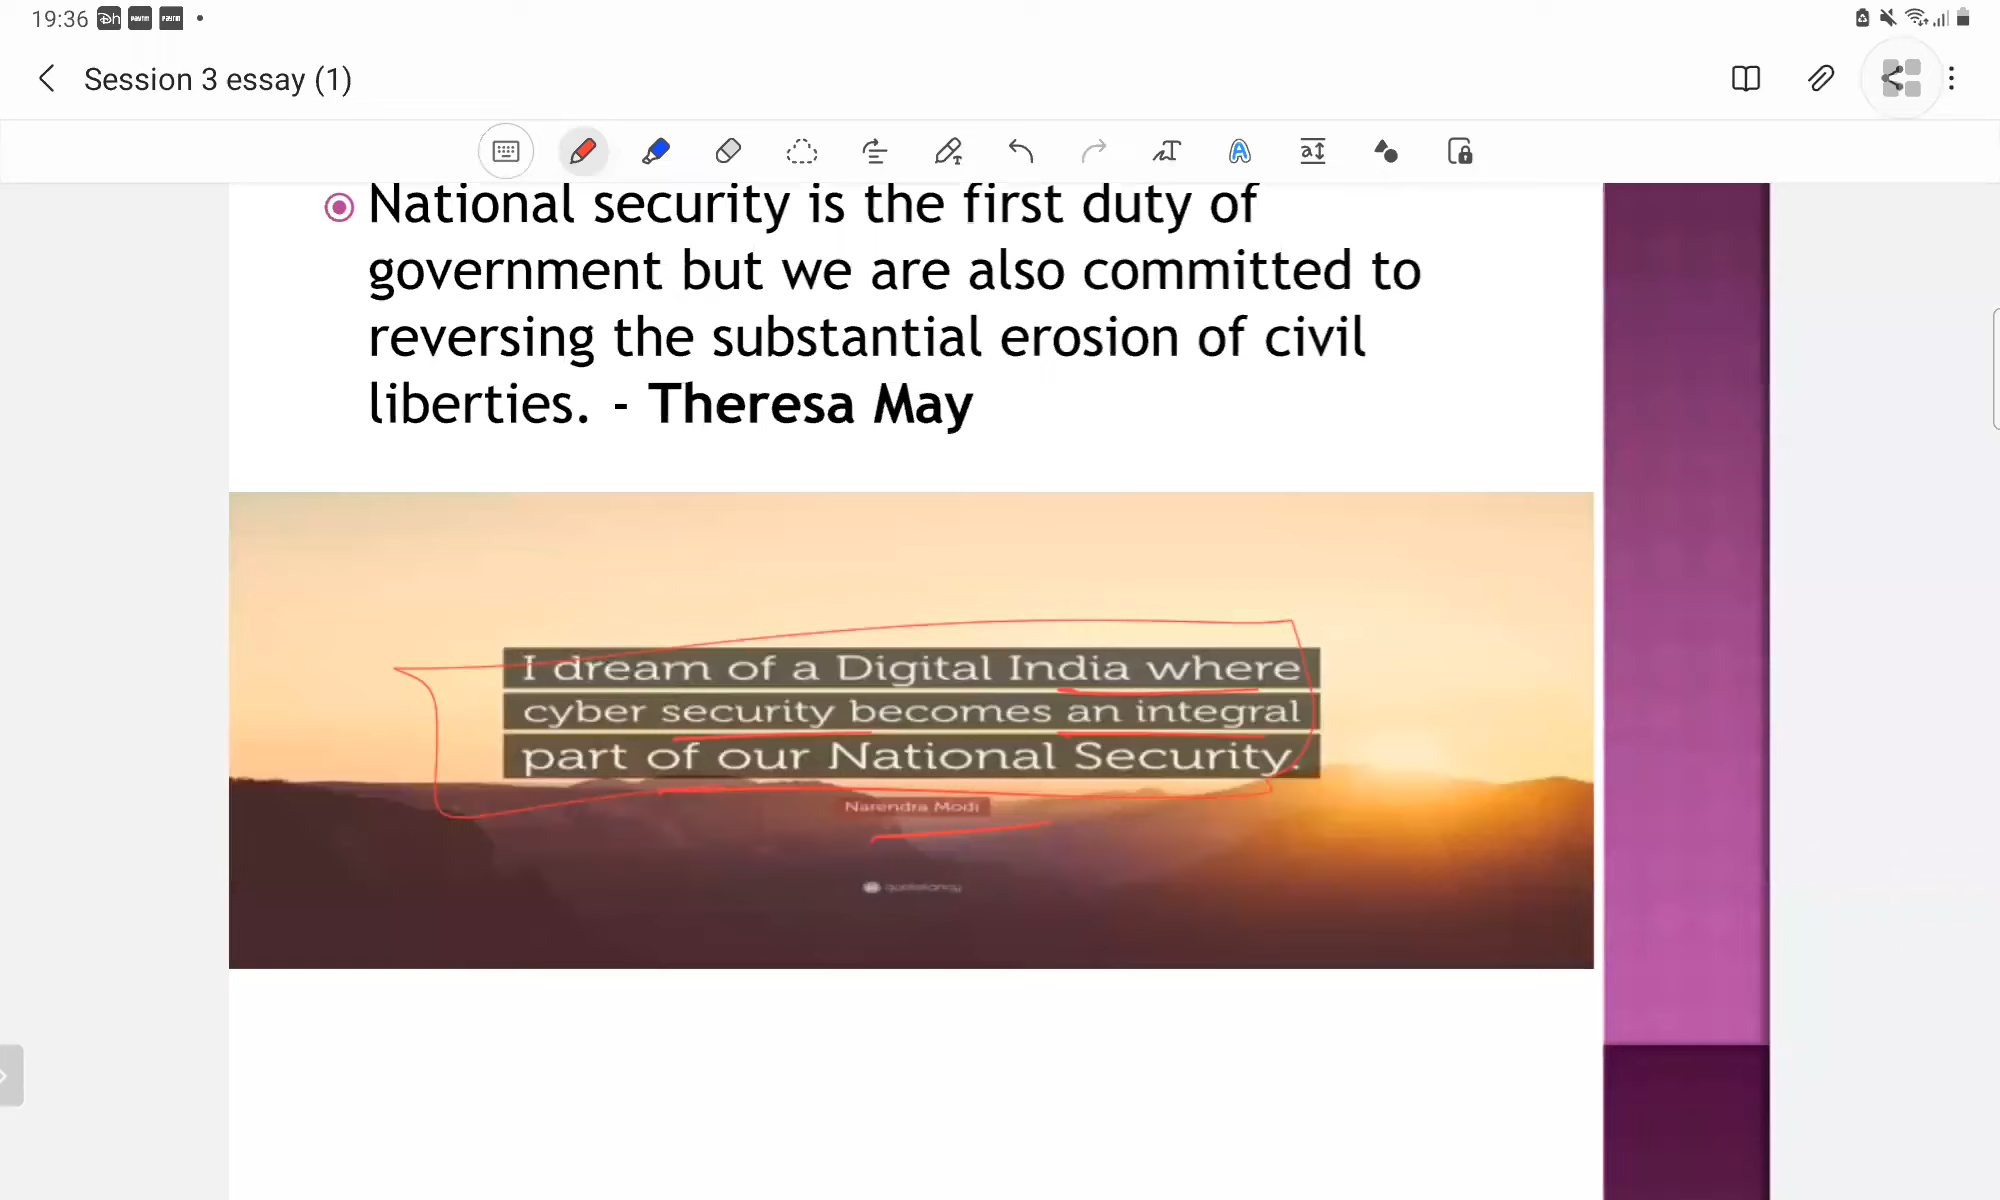 19:36
Session 3 essay (1)
National security is the first duty of
government but we are also committed to
reversing the substantial erosion of civil
liberties. - Theresa May
I dream of a Digital India where
cyber security becomes an integral
part of our National Security.
Narendra Modi
quotefancy